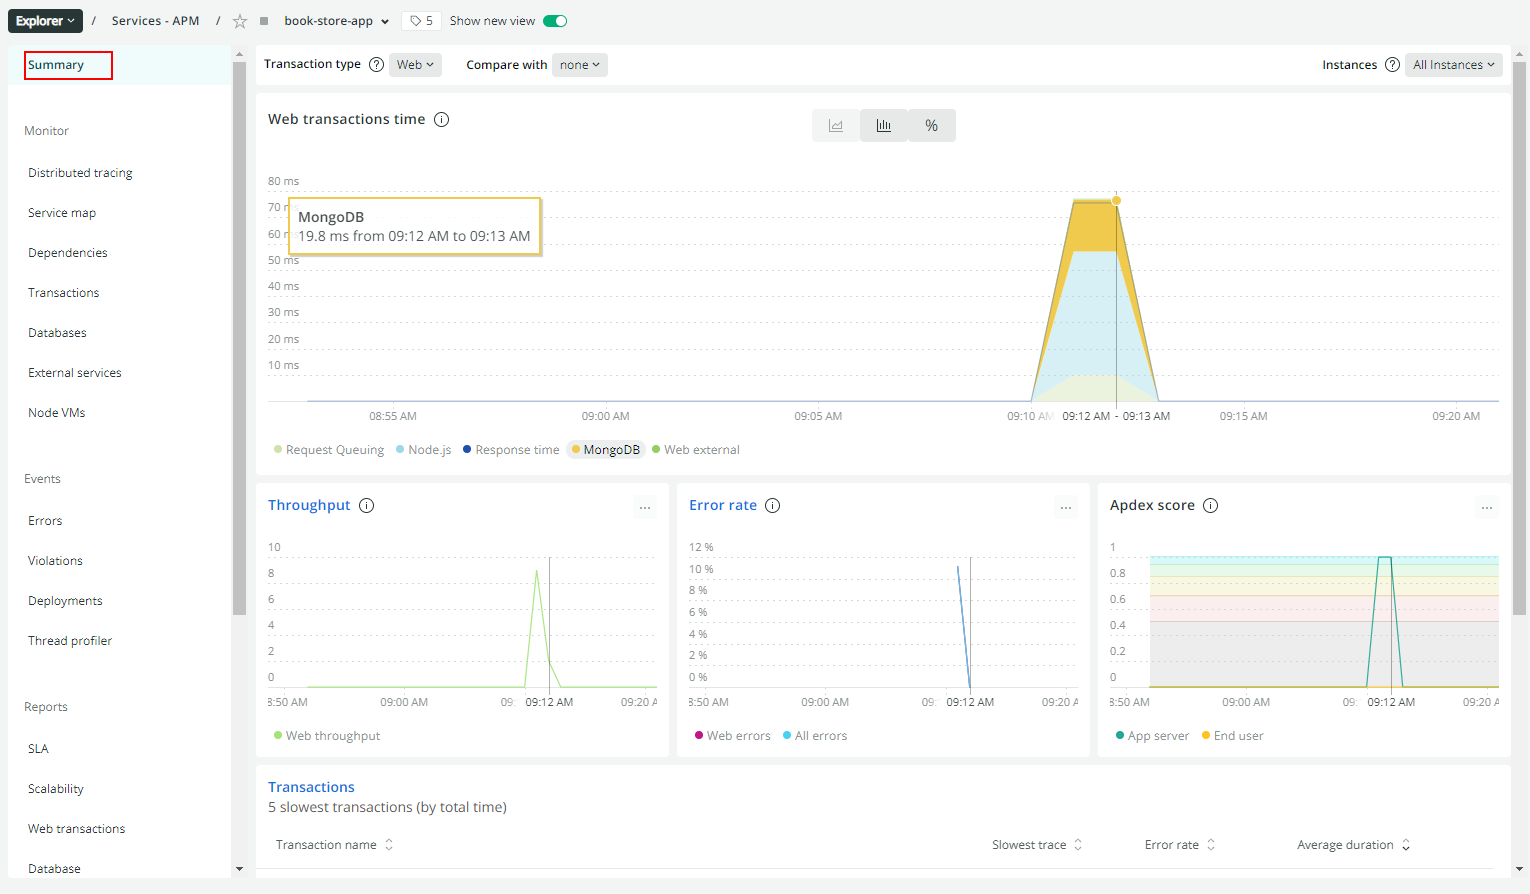 Explorer / Services - APM / book-store-app 5 Show new view
Summary
Monitor
Distributed tracing
Service map
Dependencies
Transactions
Databases
External services
Node VMs
Events
Errors
Violations
Deployments
Thread profiler
Reports
SLA
Scalability
Web transactions
Database
Transaction type ? Web Compare with none Instances ? All Instances
Web transactions time
%
80 ms
70
60
50 ms
40 ms
30 ms
20 ms
10 ms
MongoDB
19.8 ms from 09:12 AM to 09:13 AM
08:55 AM 09:00 AM 09:05 AM 09:10 AM 09:12 AM - 09:13 AM 09:15 AM 09:20 AM
Request Queuing Node.js Response time MongoDB Web external
Throughput ...
10
8
6
4
2
0
8:50 AM 09:00 AM 09: 09:12 AM 09:20
Web throughput
Error rate ...
12 %
10 %
8 %
6 %
4 %
2 %
0 %
8:50 AM 09:00 AM 09: 09:12 AM 09:20
Web errors All errors
Apdex score ...
1
0.8
0.6
0.4
0.2
0
8:50 AM 09:00 AM 09: 09:12 AM 09:20
App server End user
Transactions
5 slowest transactions (by total time)
Transaction name Slowest trace Error rate Average duration